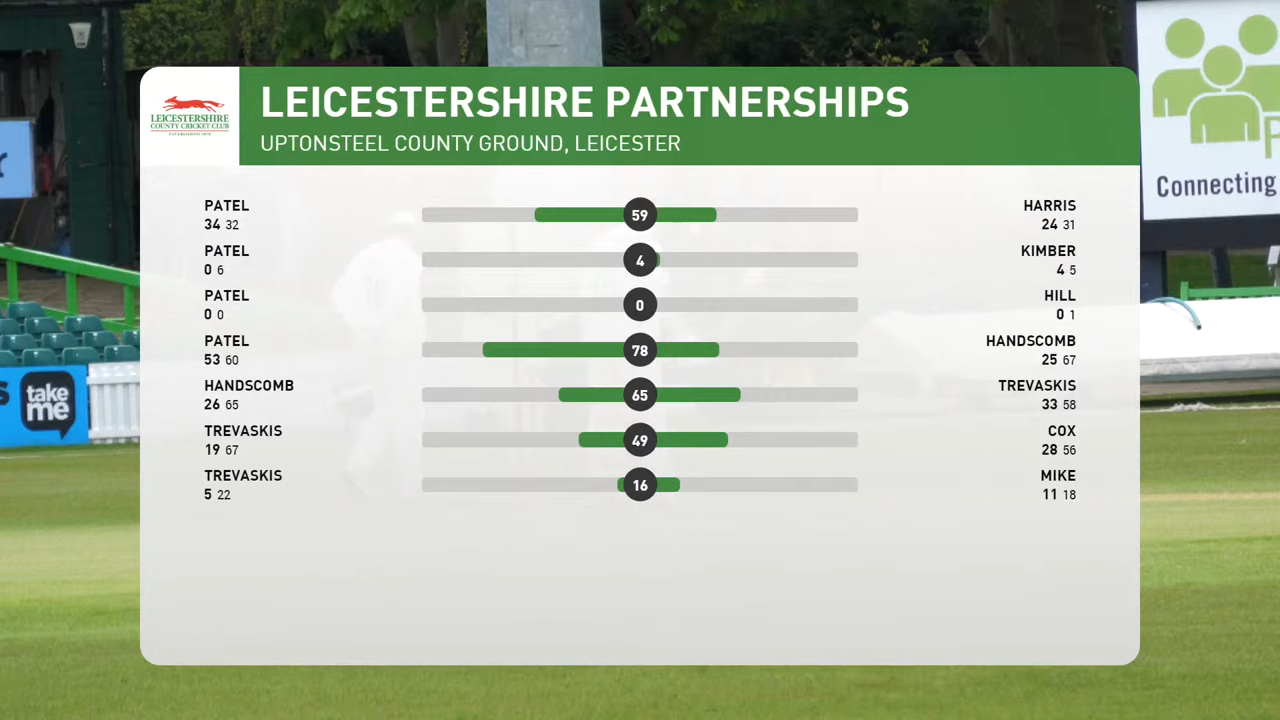 LEICESTERSHIRE
COUNTY CRICKET CLUB
LEICESTERSHIRE PARTNERSHIPS
UPTONSTEEL COUNTY GROUND, LEICESTER
PATEL
34 32
59
HARRIS
24 31
PATEL
0 6
4
KIMBER
4 5
PATEL
0 0
0
HILL
0 1
PATEL
53 60
78
HANDSCOMB
25 67
HANDSCOMB
26 65
65
TREVASKIS
33 58
TREVASKIS
19 67
49
COX
28 56
TREVASKIS
5 22
16
MIKE
11 18
take
me
Connecting